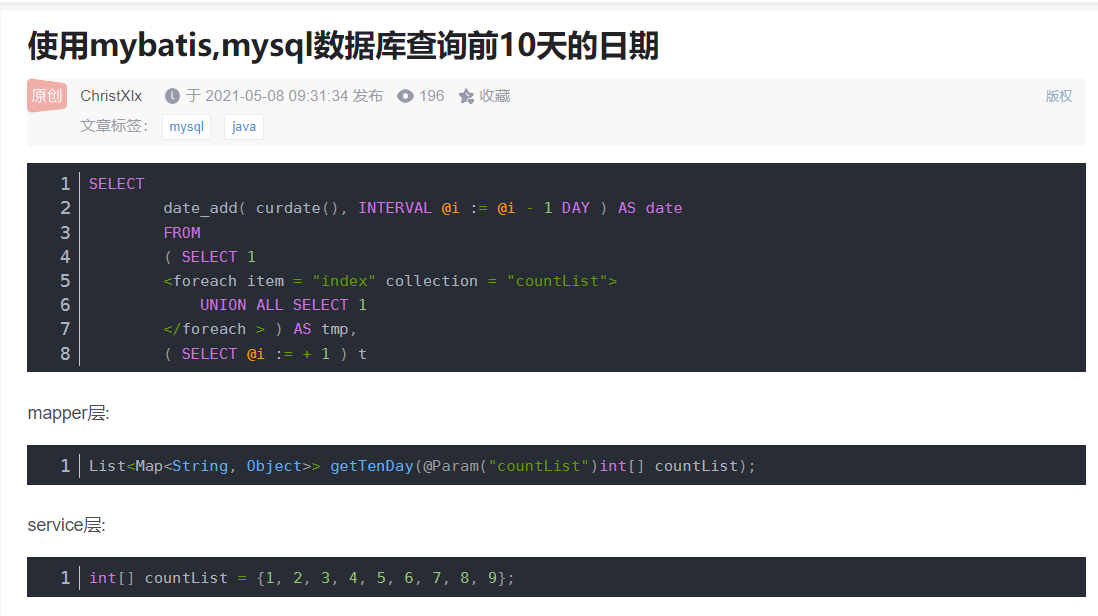 使用mybatis,mysql数据库查询前10天的日期
原创 ChristXlx 于 2021-05-08 09:31:34 发布 196 收藏 版权
文章标签： mysql java
1 SELECT
2 date_add( curdate(), INTERVAL @i := @i - 1 DAY ) AS date
3 FROM
4 ( SELECT 1
5 <foreach item = "index" collection = "countList">
6 UNION ALL SELECT 1
7 </foreach > ) AS tmp,
8 ( SELECT @i := + 1 ) t
mapper层:
1 List<Map<String, Object>> getTenDay(@Param("countList")int[] countList);
service层:
1 int[] countList = {1, 2, 3, 4, 5, 6, 7, 8, 9};